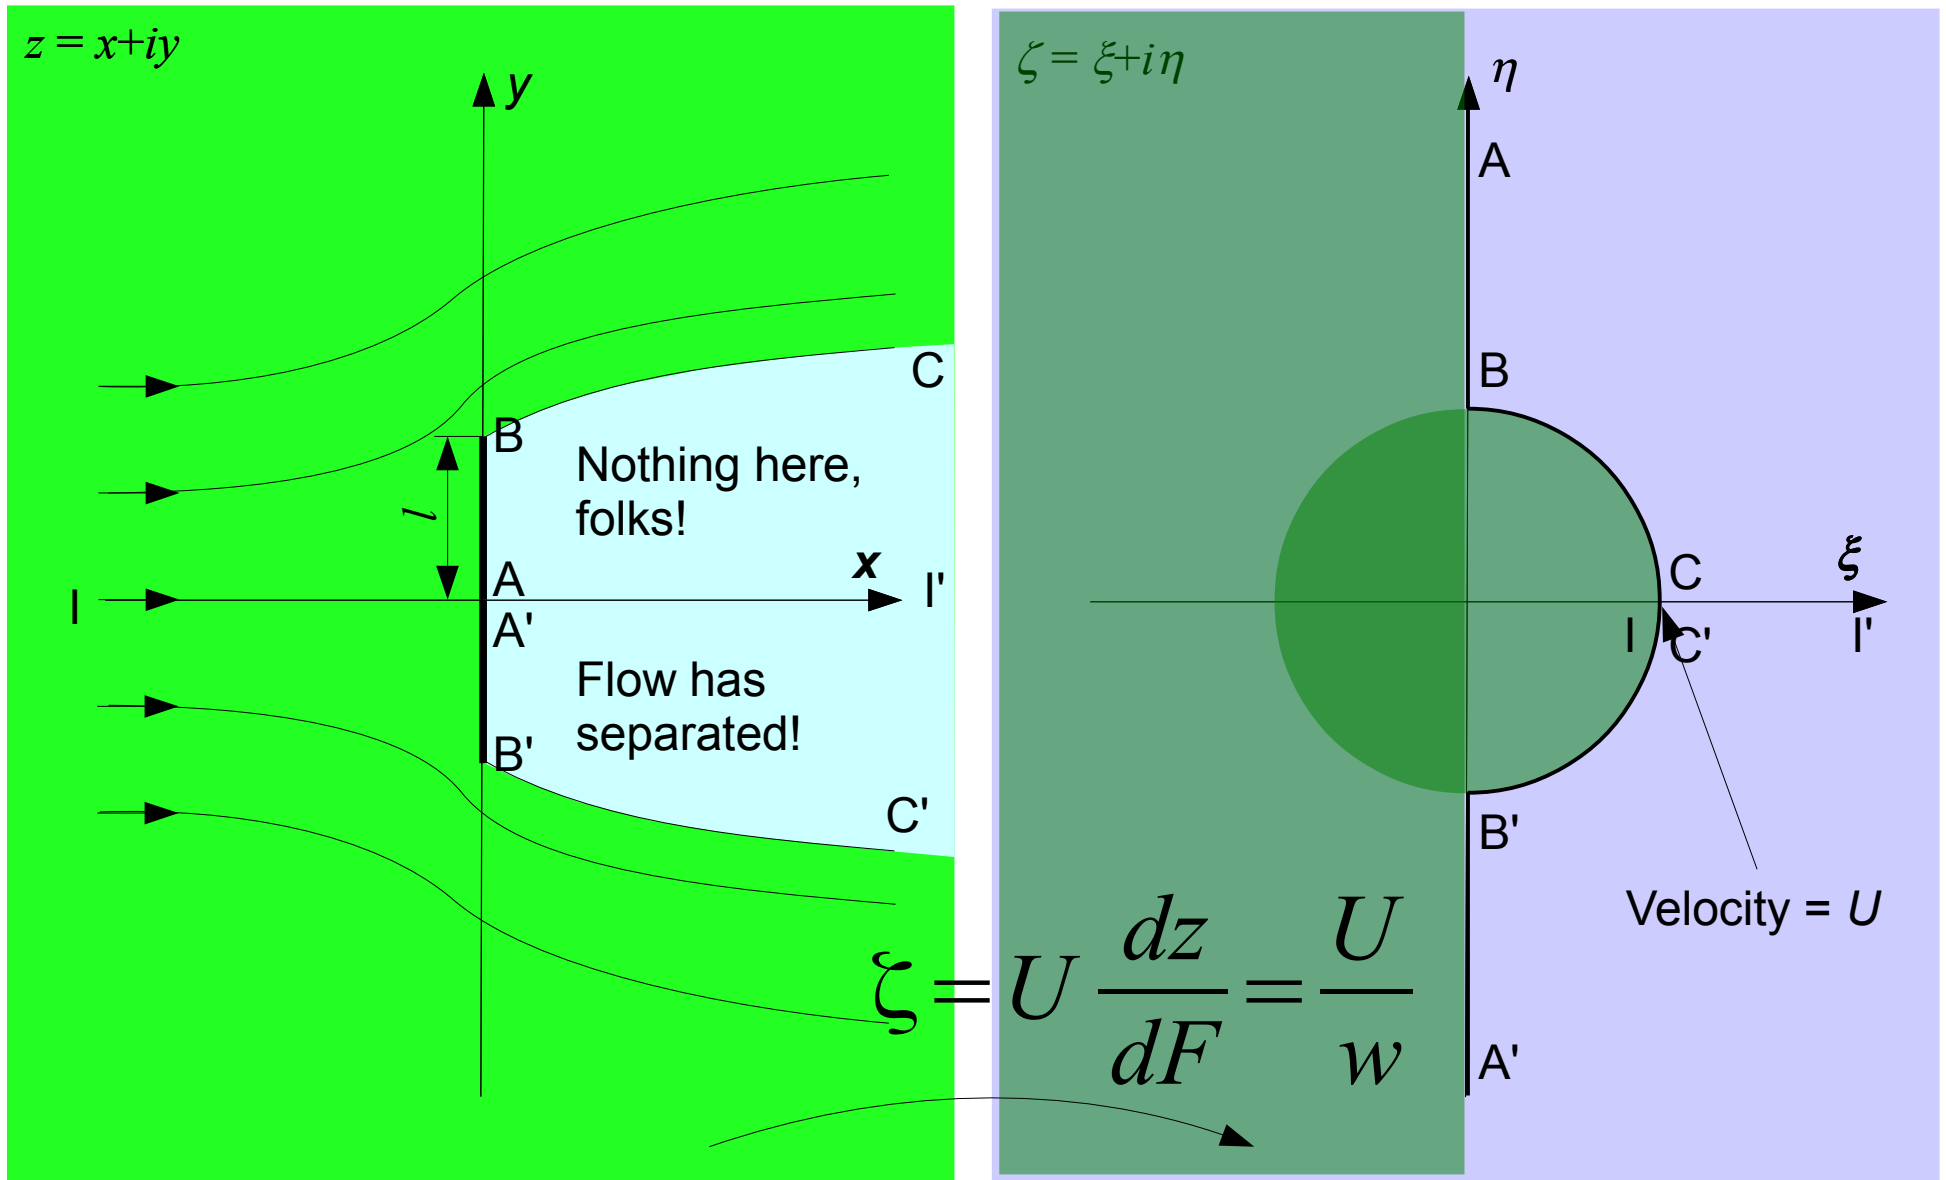 z = x+iy
y
B
C
Nothing here,
folks!
l
x
I
A
I'
A'
Flow has
separated!
B'
C'
ζ = ξ+iη
η
A
B
C
ξ
I
C'
I'
B'
Velocity = U
A'
ζ = U dz/dF = U/w